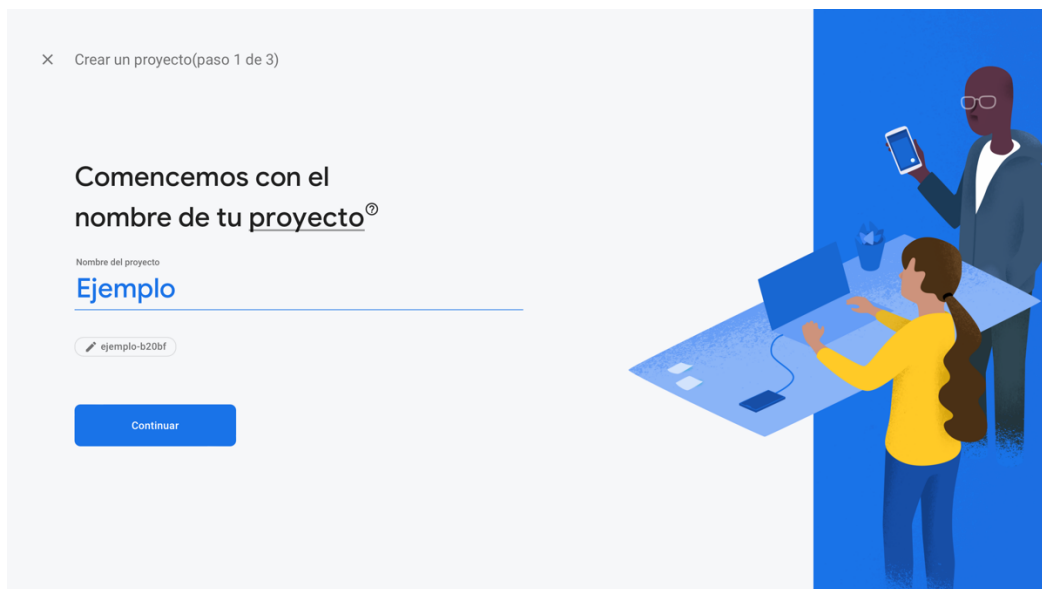 Crear un proyecto(paso 1 de 3)
Comencemos con el
nombre de tu proyecto
Nombre del proyecto
Ejemplo
ejemplo-b20bf
Continuar